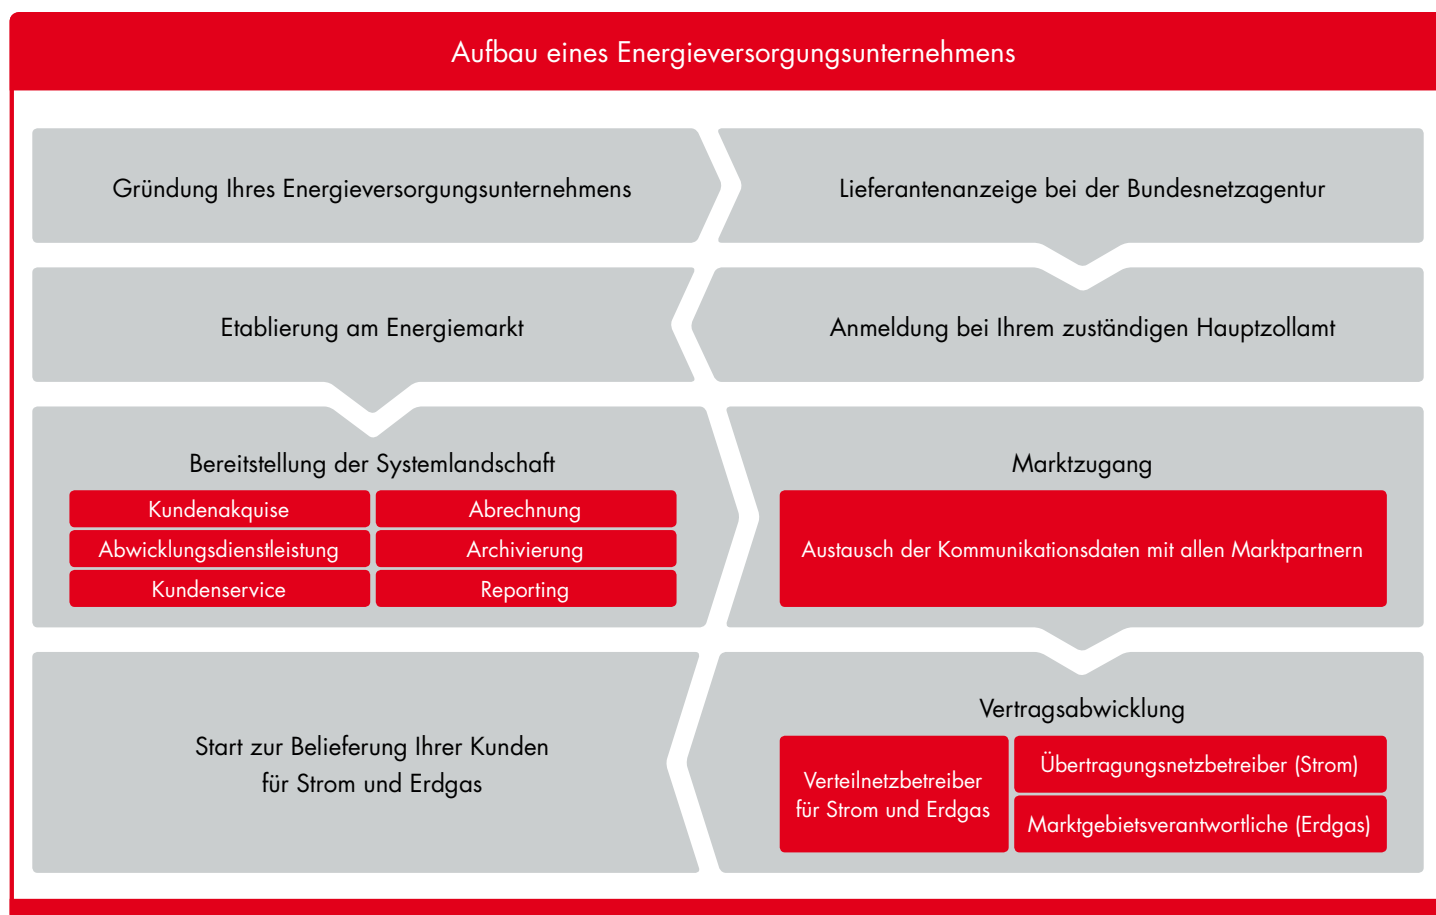 Aufbau eines Energieversorgungsunternehmens
Gründung Ihres Energieversorgungsunternehmens
Lieferantenanzeige bei der Bundesnetzagentur
Etablierung am Energiemarkt
Anmeldung bei Ihrem zuständigen Hauptzollamt
Bereitstellung der Systemlandschaft
Kundenakquise
Abrechnung
Abwicklungsdienstleistung
Archivierung
Kundenservice
Reporting
Marktzugang
Austausch der Kommunikationsdaten mit allen Marktpartnern
Start zur Belieferung Ihrer Kunden
für Strom und Erdgas
Vertragsabwicklung
Verteilnetzbetreiber
für Strom und Erdgas
Übertragungsnetzbetreiber (Strom)
Marktgebietsverantwortliche (Erdgas)